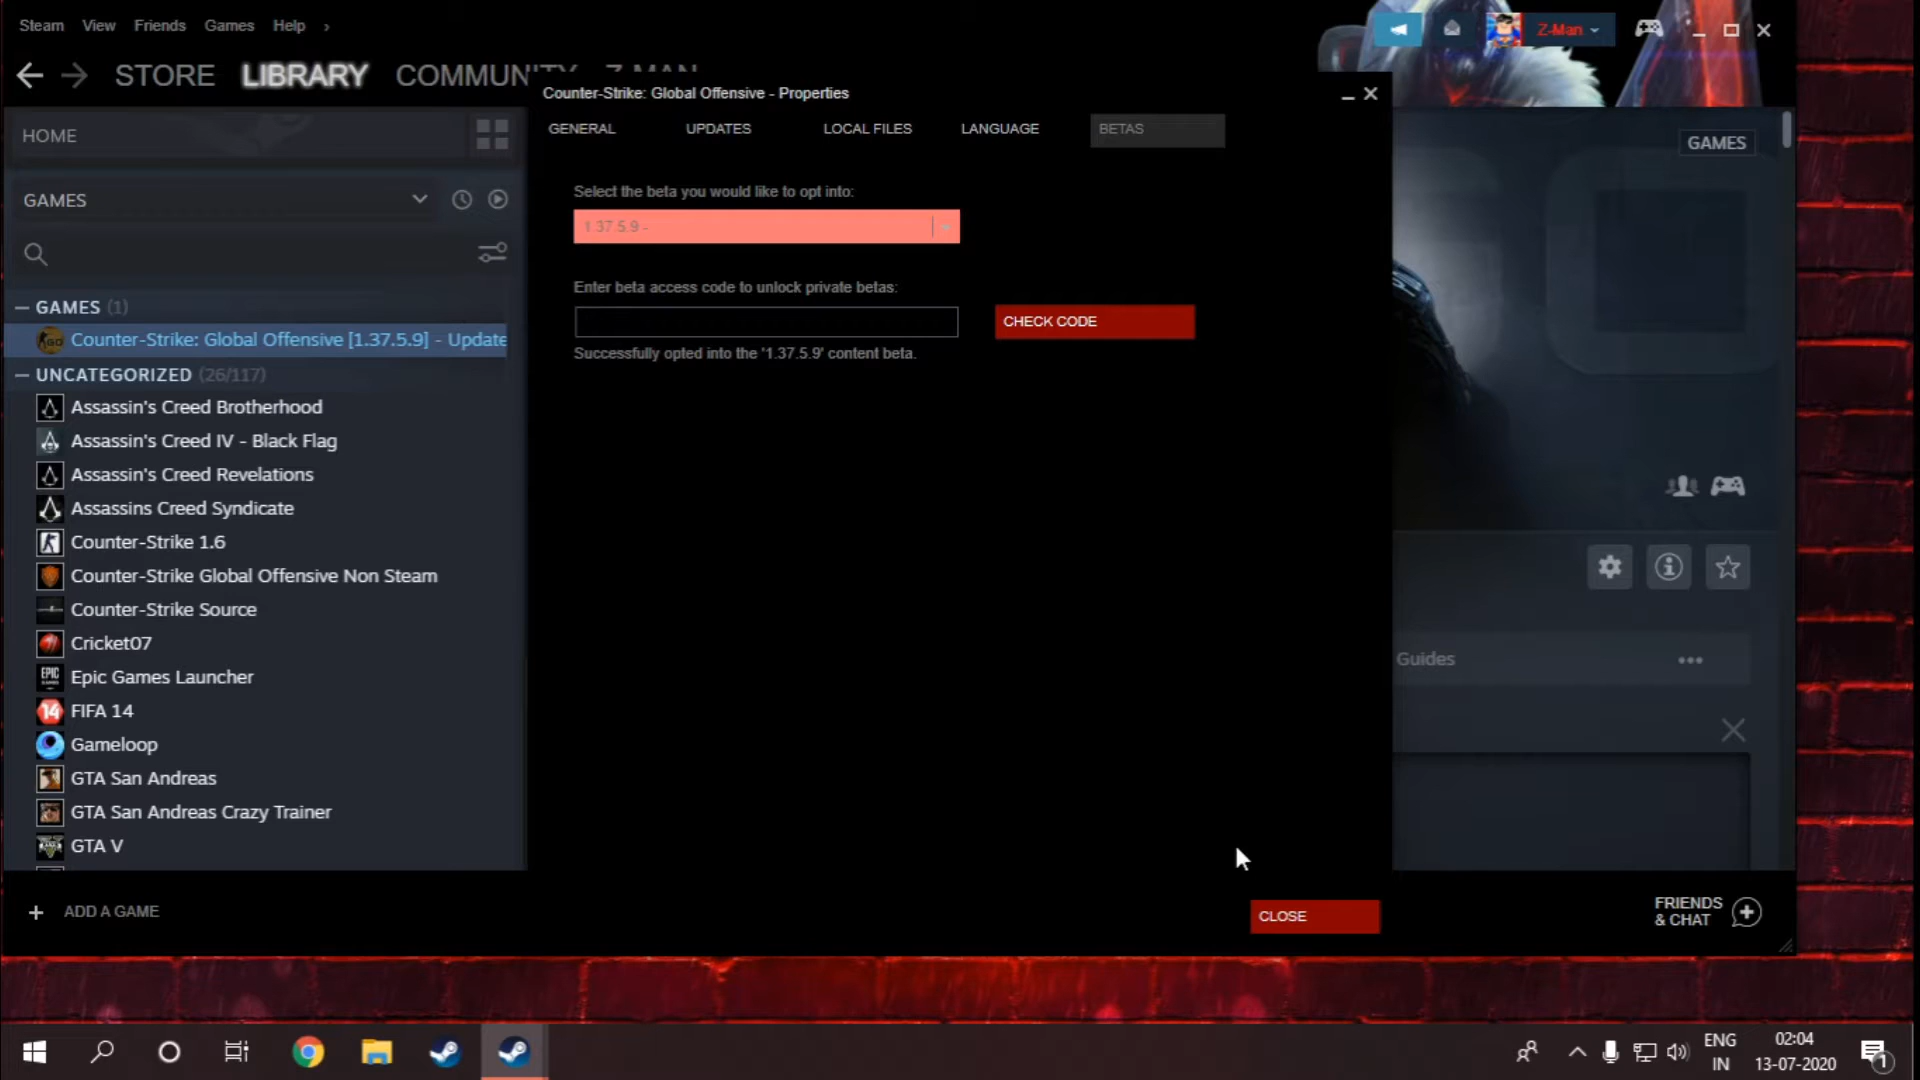 Steam View Friends Games Help ›
Z-Man
STORE LIBRARY COMMUNITY Z-MAN
Counter-Strike: Global Offensive - Properties
GENERAL UPDATES LOCAL FILES LANGUAGE BETAS
HOME
GAMES
GAMES
Select the beta you would like to opt into:
1.37.5.9 -
Enter beta access code to unlock private betas:
CHECK CODE
Successfully opted into the '1.37.5.9' content beta.
— GAMES (1)
Counter-Strike: Global Offensive [1.37.5.9] - Update
— UNCATEGORIZED (26/117)
Assassin's Creed Brotherhood
Assassin's Creed IV - Black Flag
Assassin's Creed Revelations
Assassins Creed Syndicate
Counter-Strike 1.6
Counter-Strike Global Offensive Non Steam
Counter-Strike Source
Cricket07
EPIC GAMES
Epic Games Launcher
14
FIFA 14
Gameloop
GTA San Andreas
GTA San Andreas Crazy Trainer
GTA V
Guides
+ ADD A GAME
CLOSE
FRIENDS
& CHAT
ENG
IN
02:04
13-07-2020
1